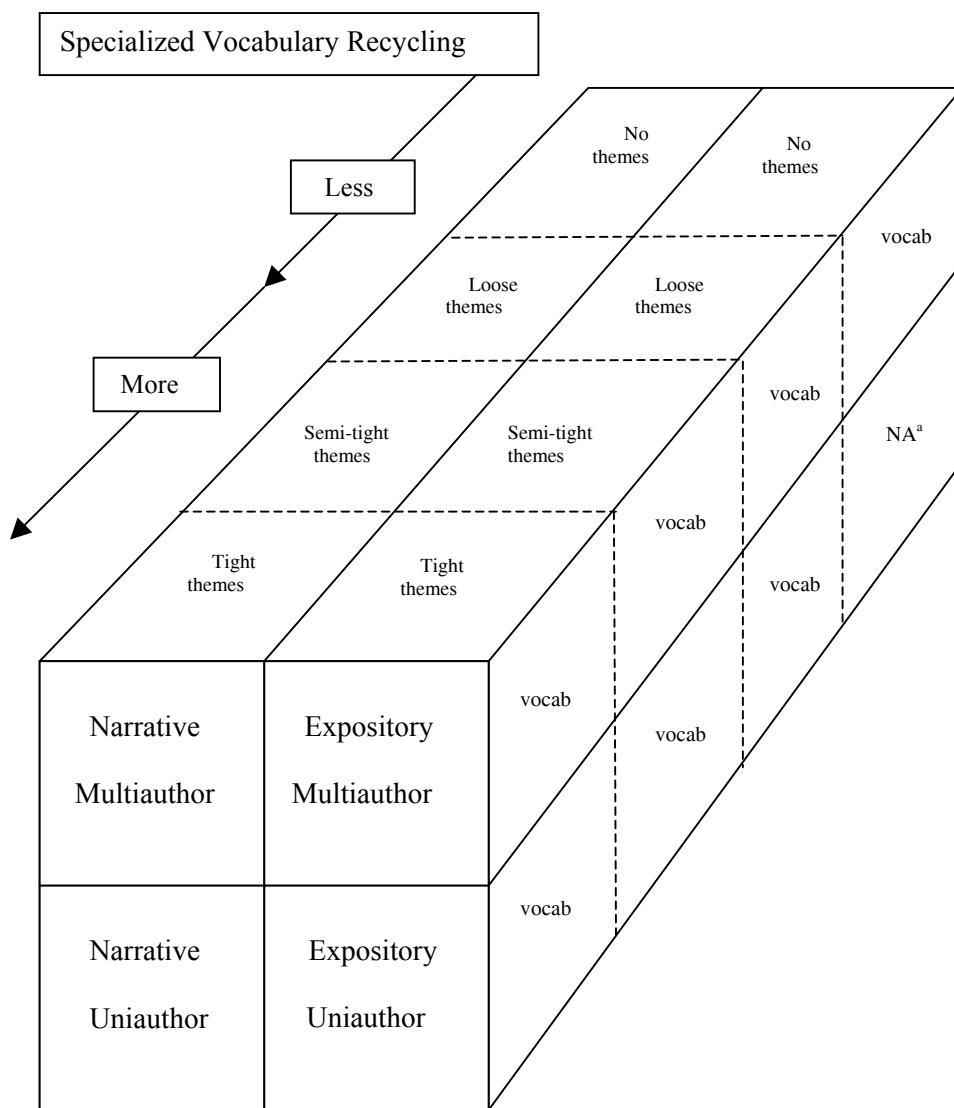 Specialized Vocabulary Recycling
Less
More
No
themes
No
themes
Loose
themes
Loose
themes
Semi-tight
themes
Semi-tight
themes
Tight
themes
Tight
themes
vocab
vocab
NAᵃ
vocab
vocab
vocab
vocab
vocab
Narrative
Multiauthor
Expository
Multiauthor
Narrative
Uniauthor
Expository
Uniauthor